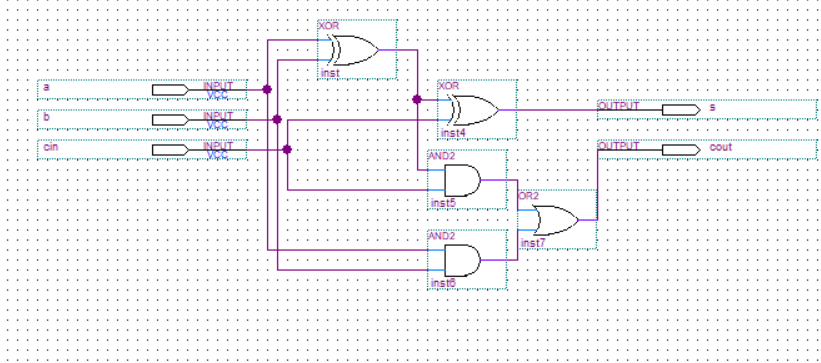 XOR
inst
a INPUT VCC
b INPUT VCC
cin INPUT VCC
XOR
inst4
OUTPUT s
AND2
inst5
OUTPUT cout
OR2
inst7
AND2
inst6